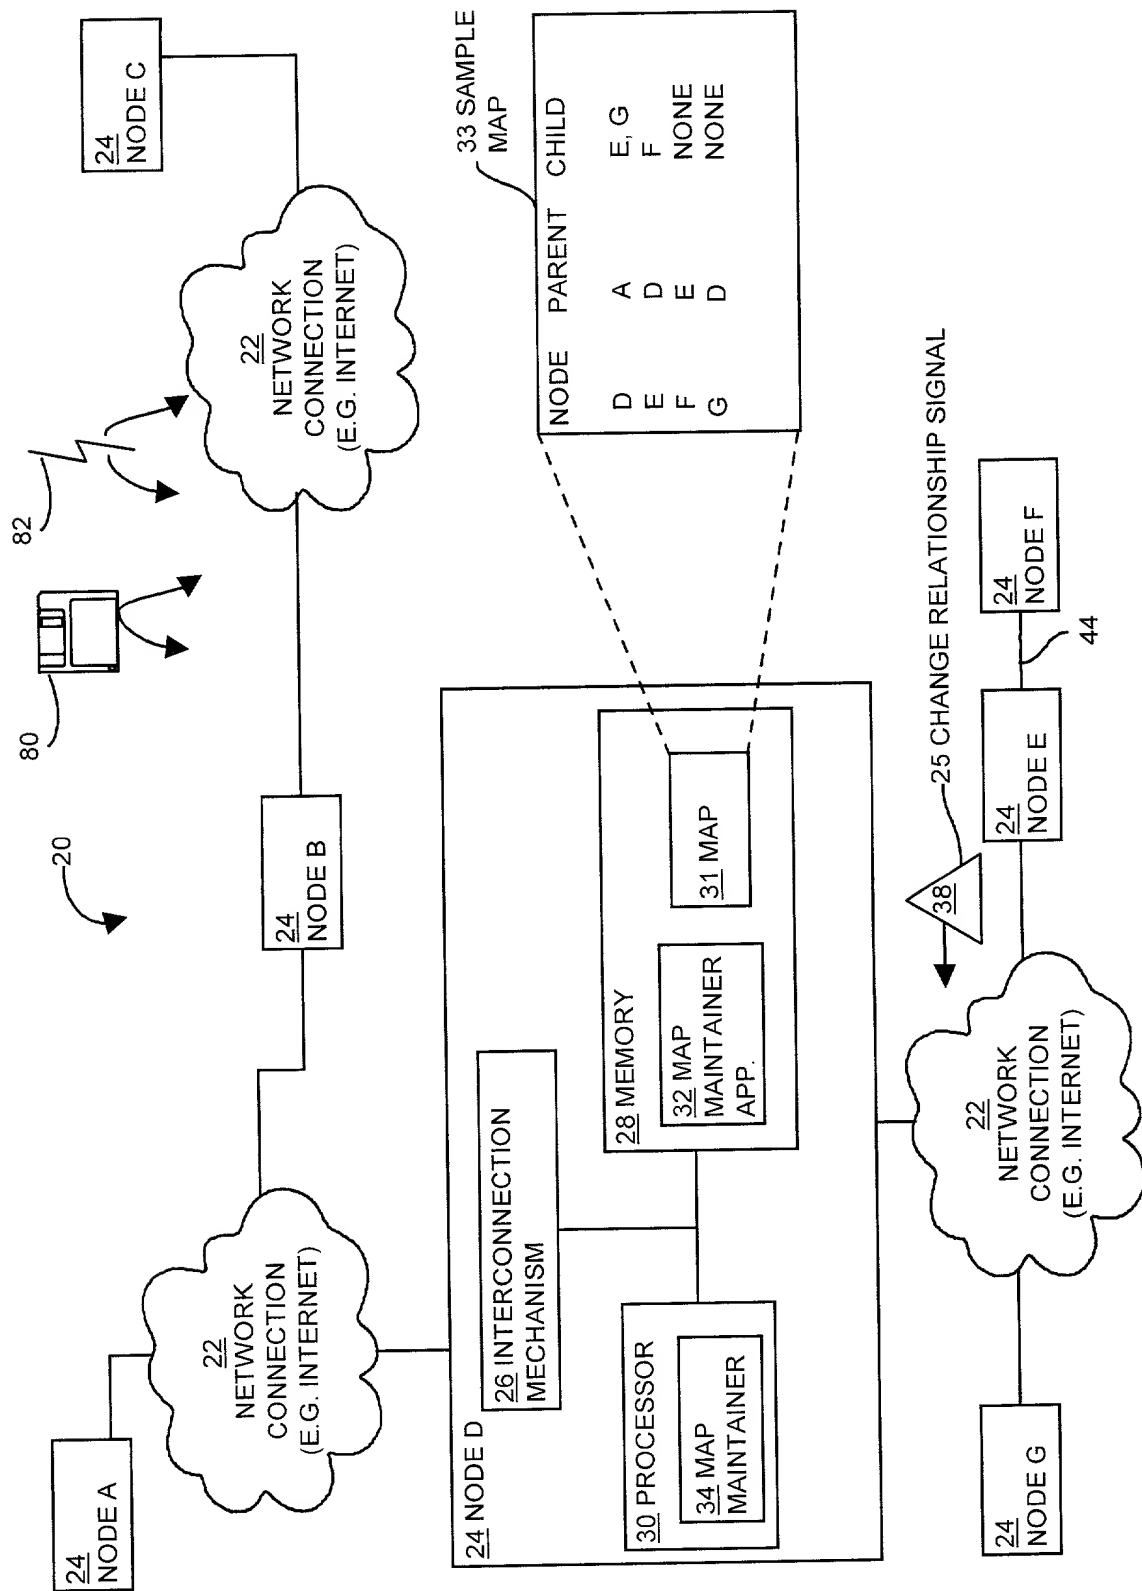 24
NODE A
22
NETWORK
CONNECTION
(E.G. INTERNET)
20
24
NODE B
80
82
22
NETWORK
CONNECTION
(E.G. INTERNET)
24
NODE C
24 NODE D
26 INTERCONNECTION
MECHANISM
30 PROCESSOR
34 MAP
MAINTAINER
28 MEMORY
32 MAP
MAINTAINER
APP.
31 MAP
33 SAMPLE
MAP
NODE PARENT CHILD
D A E, G
E D F
F E NONE
G D NONE
24
NODE G
22
NETWORK
CONNECTION
(E.G. INTERNET)
38
25 CHANGE RELATIONSHIP SIGNAL
24
NODE E
44
24
NODE F